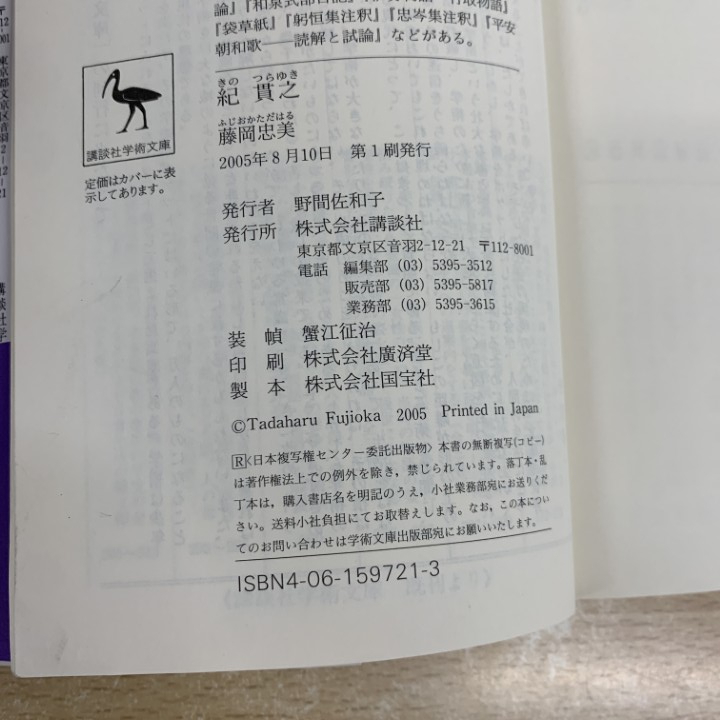 論』『和泉式部日記』
『袋草紙』『躬恒集注釈』『忠岑集注釈』『平安
朝和歌——読解と試論』などがある。
講談社学術文庫
定価はカバーに表
示してあります。
きの つらゆき
紀 貫之
ふじおかただはる
藤岡忠美
2005年8月10日 第1刷発行
発行者 野間佐和子
発行所 株式会社講談社
東京都文京区音羽2-12-21 〒112-8001
電話 編集部 (03) 5395-3512
販売部 (03) 5395-5817
業務部 (03) 5395-3615
装 幀 蟹江征治
印 刷 株式会社廣済堂
製 本 株式会社国宝社
©Tadaharu Fujioka 2005 Printed in Japan
R〈日本複写権センター委託出版物〉本書の無断複写(コピー)
は著作権法上での例外を除き,禁じられています。落丁本・乱
丁本は,購入書店名を明記のうえ,小社業務部宛にお送りくだ
さい。送料小社負担にてお取替えします。なお,この本につい
てのお問い合わせは学術文庫出版部宛にお願いいたします。
ISBN4-06-159721-3